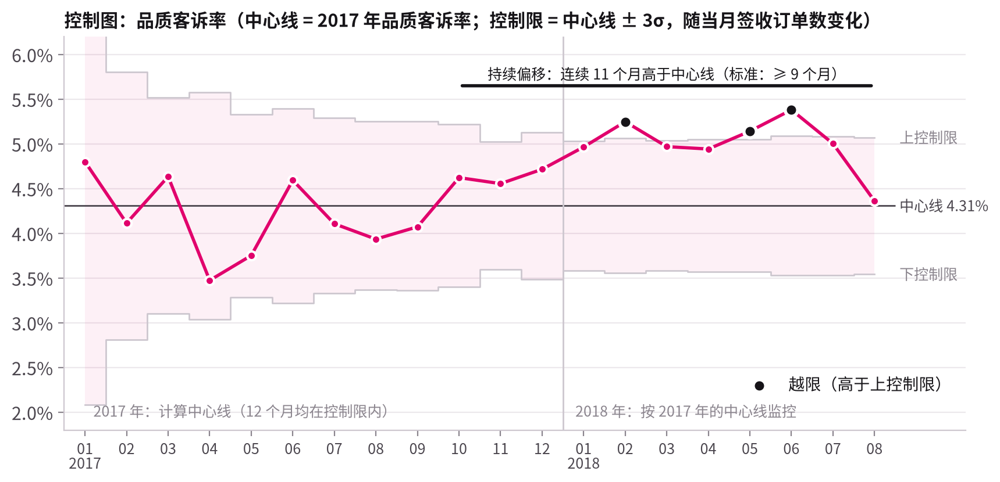 控制图：品质客诉率（中心线 = 2017 年品质客诉率；控制限 = 中心线 ± 3σ，随当月签收订单数变化）
6.0%
持续偏移：连续 11 个月高于中心线（标准：≥ 9 个月）
5.5%
5.0%
上控制限
4.5%
中心线 4.31%
4.0%
3.5%
下控制限
3.0%
2.5%
越限（高于上控制限）
2.0%
2017 年：计算中心线（12 个月均在控制限内）
2018 年：按 2017 年的中心线监控
01 02 03 04 05 06 07 08 09 10 11 12 01 02 03 04 05 06 07 08
2017 2018